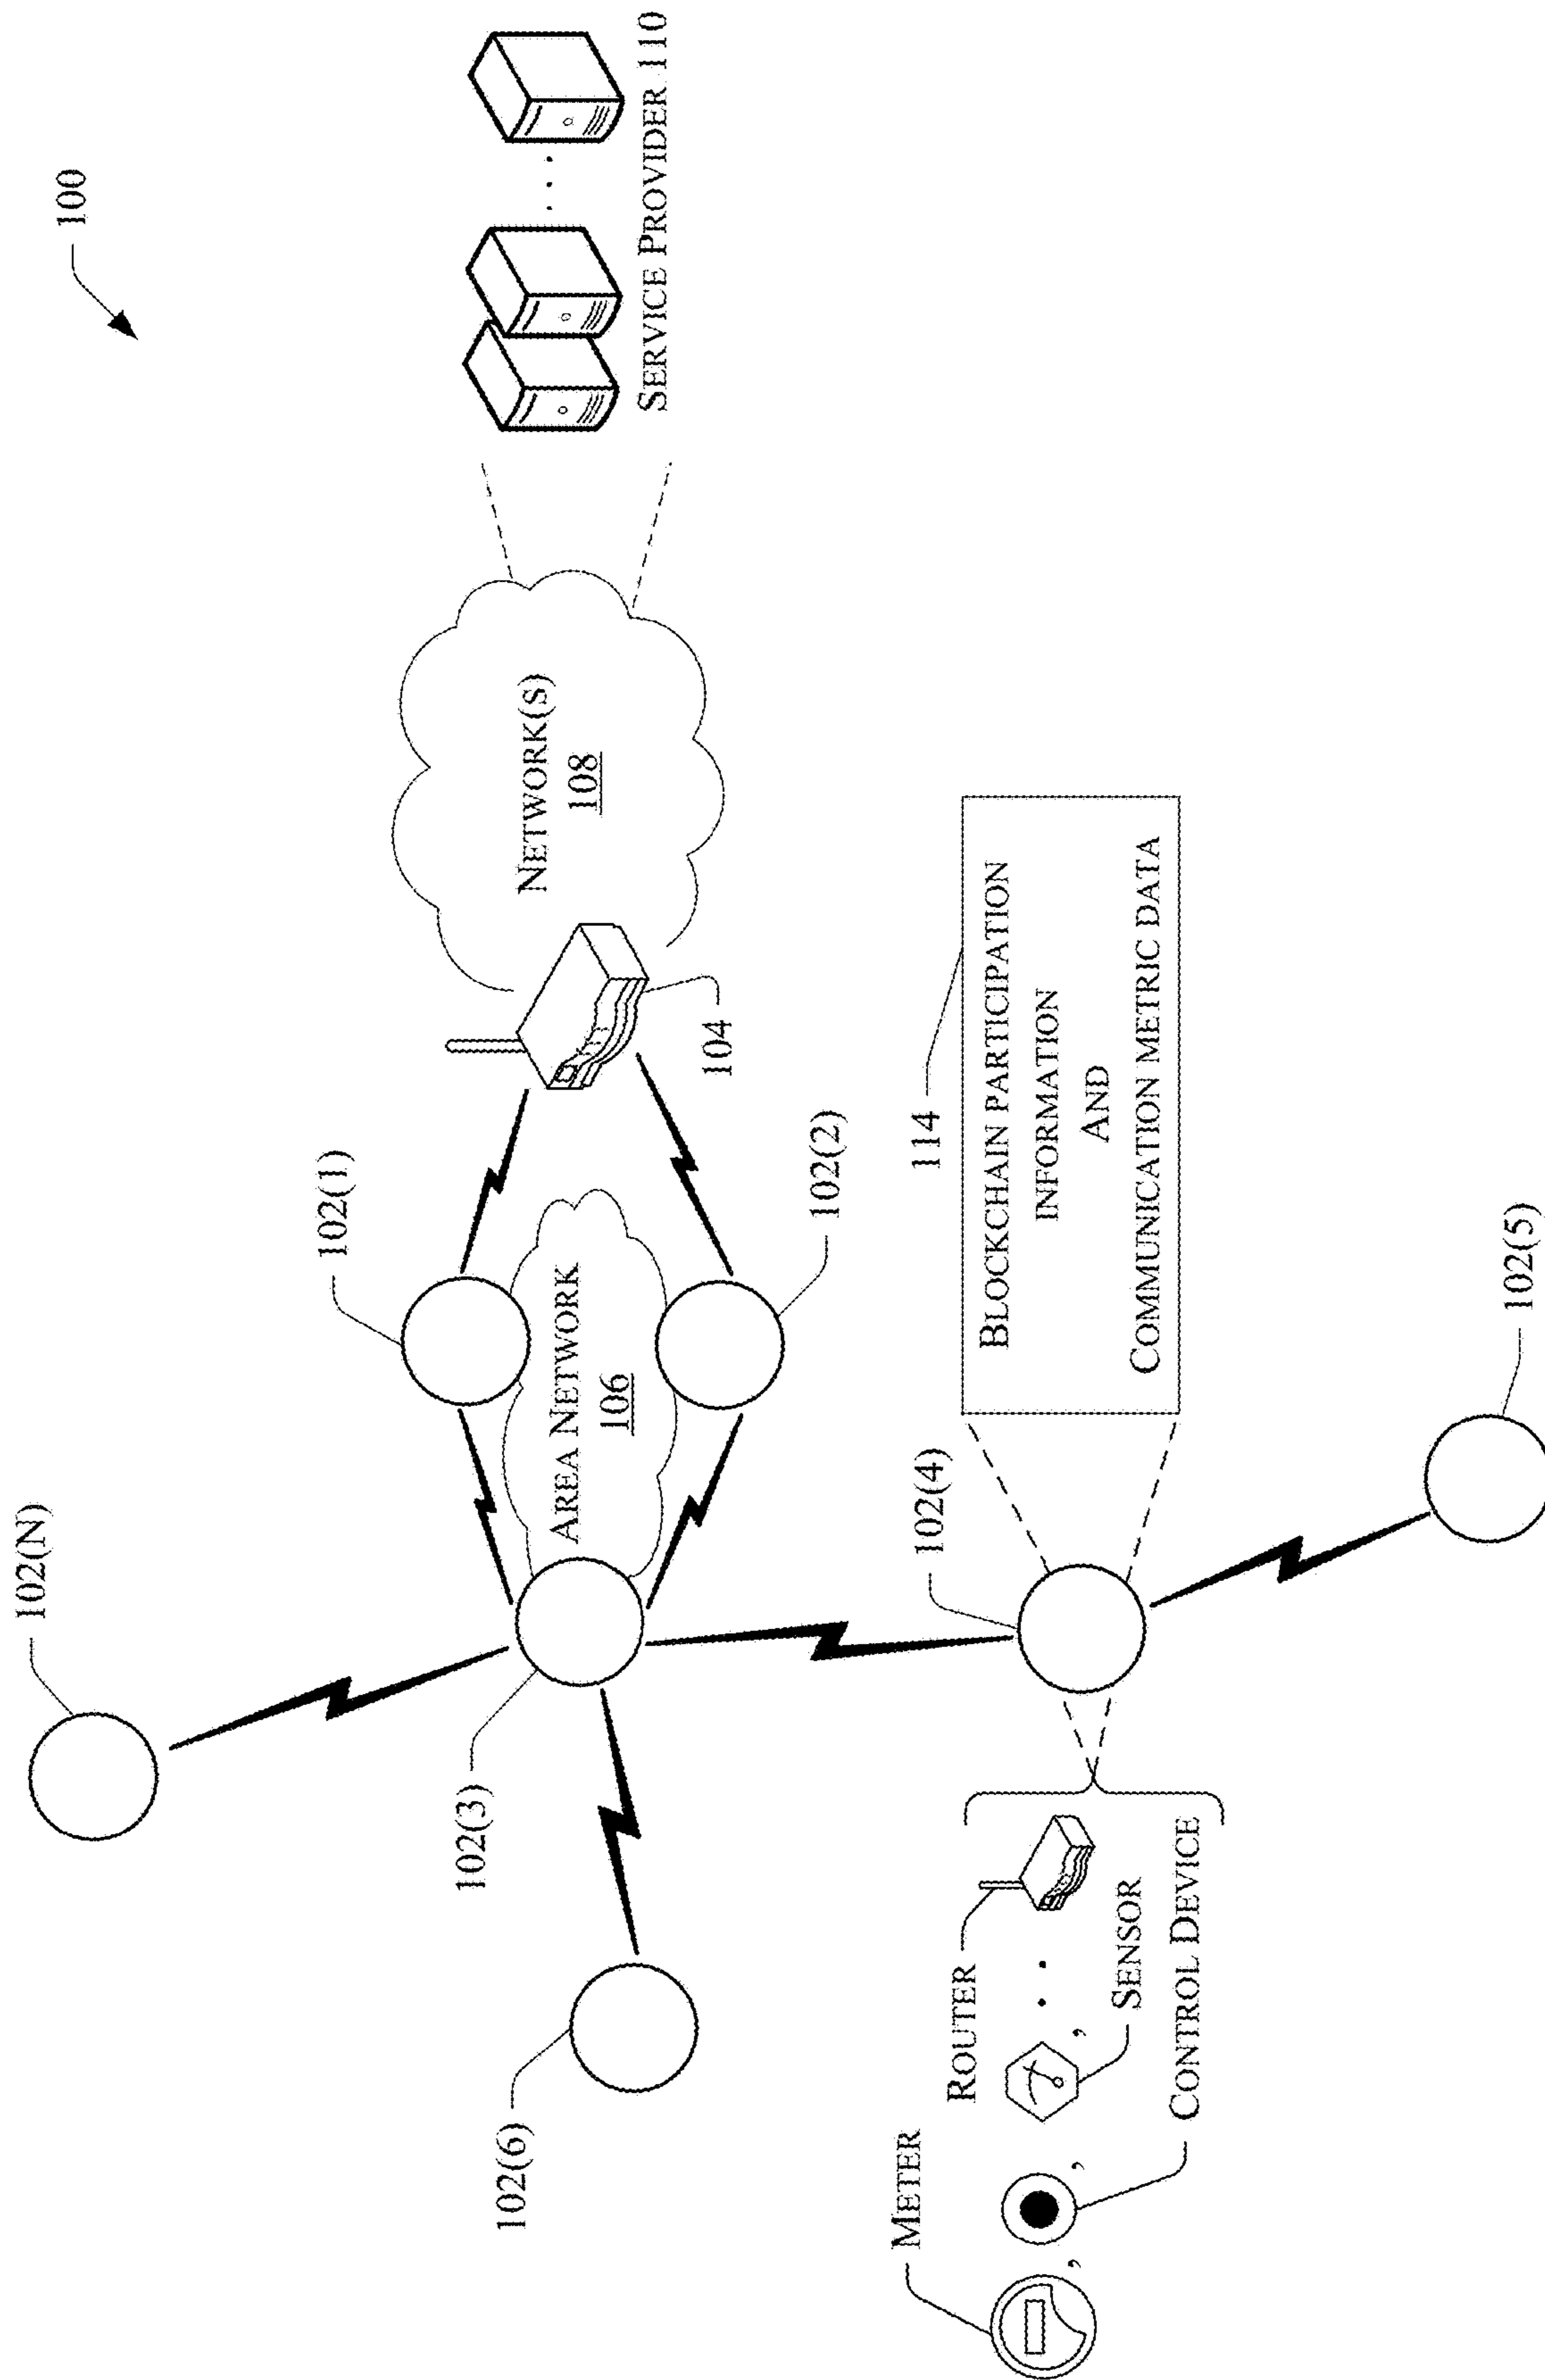 100
102(N)
102(1)
102(3)
102(6)
AREA NETWORK
106
NETWORK(S)
108
104
SERVICE PROVIDER 110
102(2)
METER
ROUTER
, , , . . .
SENSOR
CONTROL DEVICE
102(4)
114
BLOCKCHAIN PARTICIPATION
INFORMATION
AND
COMMUNICATION METRIC DATA
102(5)